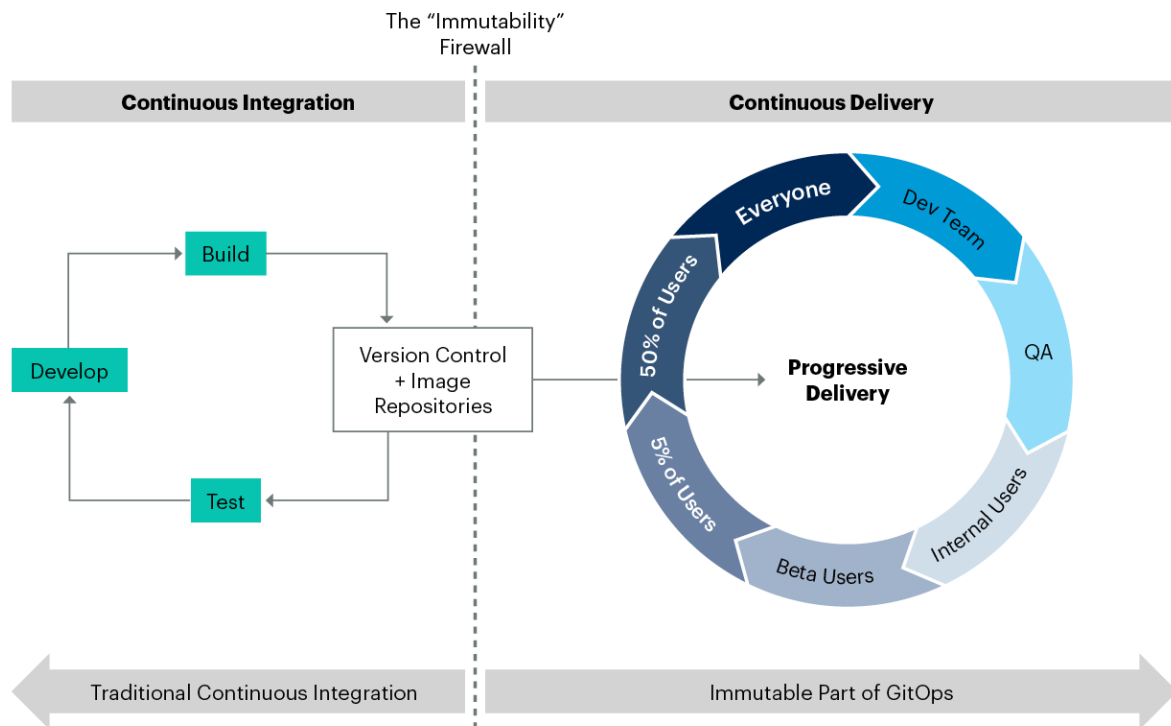 The “Immutability”
Firewall
Continuous Integration
Continuous Delivery
Build
Develop
Test
Version Control
+ Image
Repositories
Everyone
Dev Team
QA
Internal Users
Beta Users
5% of Users
50% of Users
Progressive
Delivery
Traditional Continuous Integration
Immutable Part of GitOps